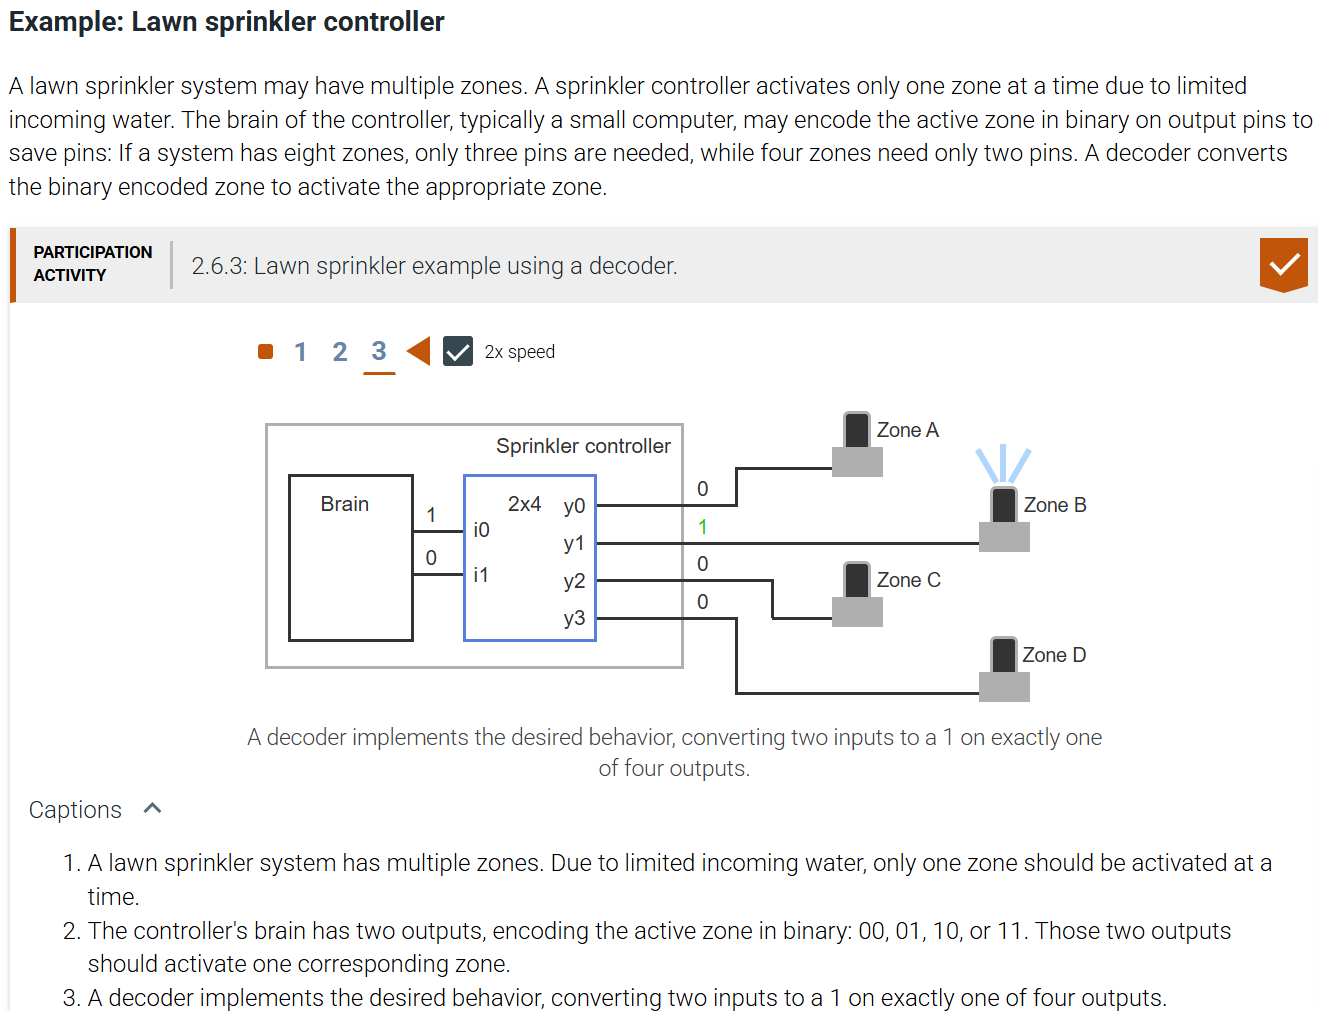 Example: Lawn sprinkler controller
A lawn sprinkler system may have multiple zones. A sprinkler controller activates only one zone at a time due to limited
incoming water. The brain of the controller, typically a small computer, may encode the active zone in binary on output pins to
save pins: If a system has eight zones, only three pins are needed, while four zones need only two pins. A decoder converts
the binary encoded zone to activate the appropriate zone.
PARTICIPATION
ACTIVITY
2.6.3: Lawn sprinkler example using a decoder.
1 2 3 2x speed
Sprinkler controller
Brain
1
0
2x4
i0
i1
y0
y1
y2
y3
0
1
0
0
Zone A
Zone B
Zone C
Zone D
A decoder implements the desired behavior, converting two inputs to a 1 on exactly one
of four outputs.
Captions
1. A lawn sprinkler system has multiple zones. Due to limited incoming water, only one zone should be activated at a
time.
2. The controller's brain has two outputs, encoding the active zone in binary: 00, 01, 10, or 11. Those two outputs
should activate one corresponding zone.
3. A decoder implements the desired behavior, converting two inputs to a 1 on exactly one of four outputs.